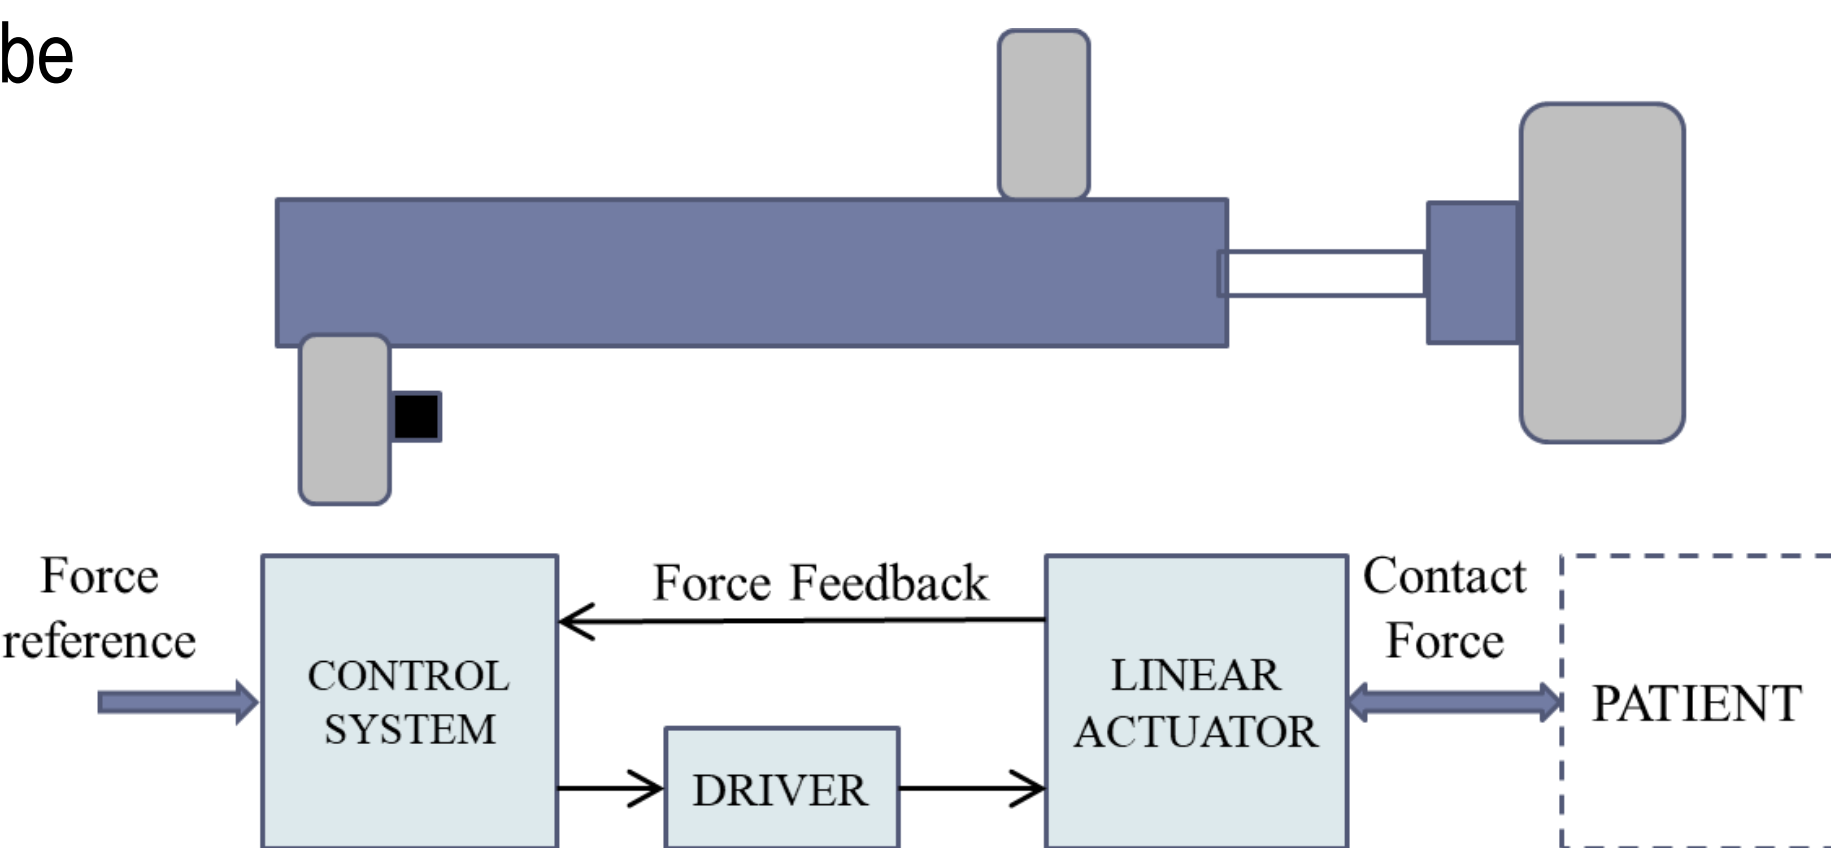 be
Force
reference
CONTROL
SYSTEM
Force Feedback
DRIVER
LINEAR
ACTUATOR
Contact
Force
PATIENT